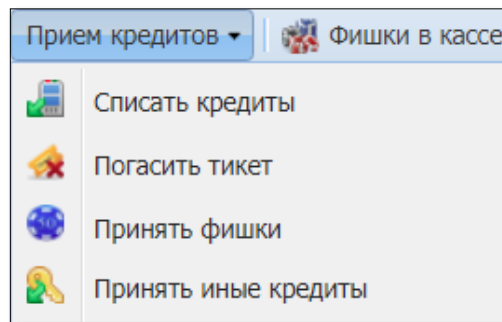 Прием кредитов Фишки в кассе
Списать кредиты
Погасить тикет
Принять фишки
Принять иные кредиты